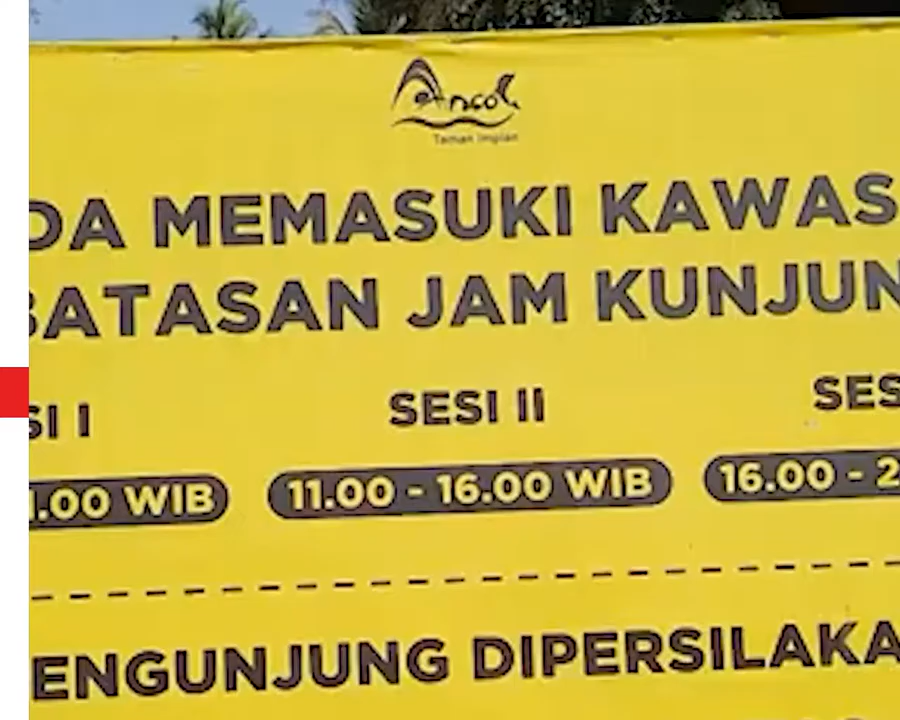 Ancol
Taman Impian
DA MEMASUKI KAWAS
BATASAN JAM KUNJUN
SI I SESI II SES
1.00 WIB 11.00 - 16.00 WIB 16.00 - 2
ENGUNJUNG DIPERSILAKA